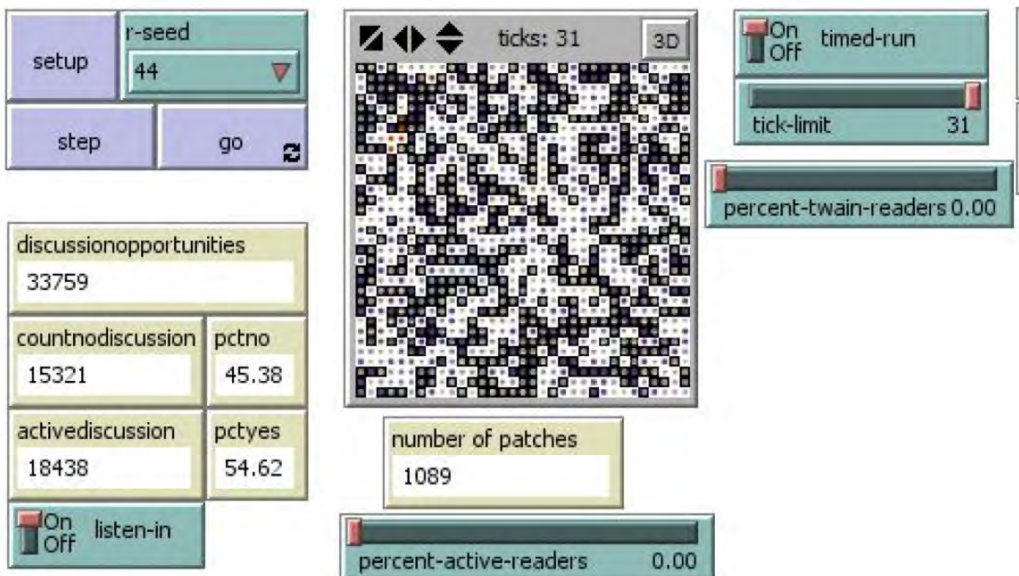 setup
r-seed
44
step
go
ticks: 31
3D
On
Off
timed-run
tick-limit
31
percent-twain-readers 0.00
discussionopportunities
33759
countnodiscussion
15321
pctno
45.38
activediscussion
18438
pctyes
54.62
On
Off
listen-in
number of patches
1089
percent-active-readers
0.00